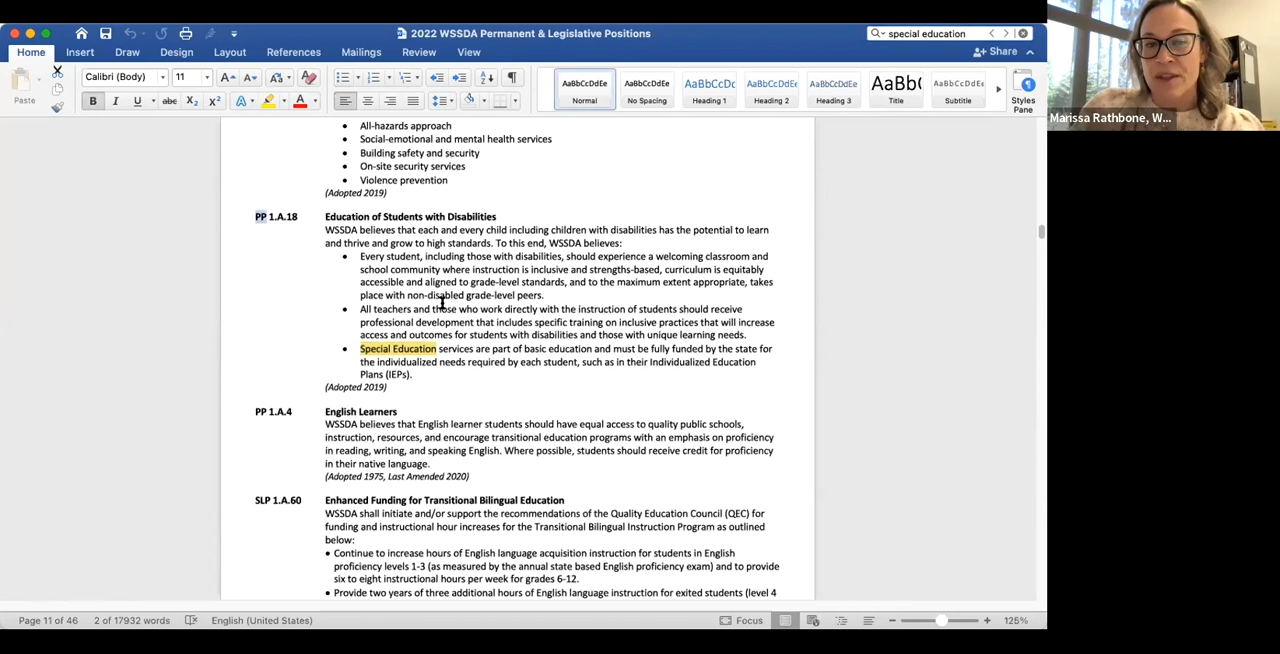 2022 WSSDA Permanent & Legislative Positions
special education
Home Insert Draw Design Layout References Mailings Review View
Share
Paste
Calibri (Body) 11
AaBbCcDdEe AaBbCcDdEe AaBbCcDc AaBbCcDdEe AaBbCcDdE AaBb( AaBbCcDdEe
Normal No Spacing Heading 1 Heading 2 Heading 3 Title Subtitle
Styles
Pane
Marissa Rathbone, W...
• All-hazards approach
• Social-emotional and mental health services
• Building safety and security
• On-site security services
• Violence prevention
(Adopted 2019)
PP 1.A.18 Education of Students with Disabilities
WSSDA believes that each and every child including children with disabilities has the potential to learn
and thrive and grow to high standards. To this end, WSSDA believes:
• Every student, including those with disabilities, should experience a welcoming classroom and
school community where instruction is inclusive and strengths-based, curriculum is equitably
accessible and aligned to grade-level standards, and to the maximum extent appropriate, takes
place with non-disabled grade-level peers.
• All teachers and those who work directly with the instruction of students should receive
professional development that includes specific training on inclusive practices that will increase
access and outcomes for students with disabilities and those with unique learning needs.
• Special Education services are part of basic education and must be fully funded by the state for
the individualized needs required by each student, such as in their Individualized Education
Plans (IEPs).
(Adopted 2019)
PP 1.A.4 English Learners
WSSDA believes that English learner students should have equal access to quality public schools,
instruction, resources, and encourage transitional education programs with an emphasis on proficiency
in reading, writing, and speaking English. Where possible, students should receive credit for proficiency
in their native language.
(Adopted 1975, Last Amended 2020)
SLP 1.A.60 Enhanced Funding for Transitional Bilingual Education
WSSDA shall initiate and/or support the recommendations of the Quality Education Council (QEC) for
funding and instructional hour increases for the Transitional Bilingual Instruction Program as outlined
below:
• Continue to increase hours of English language acquisition instruction for students in English
proficiency levels 1-3 (as measured by the annual state based English proficiency exam) and to provide
six to eight instructional hours per week for grades 6-12.
• Provide two years of three additional hours of English language instruction for exited students (level 4
Page 11 of 46 2 of 17932 words English (United States) Focus 125%